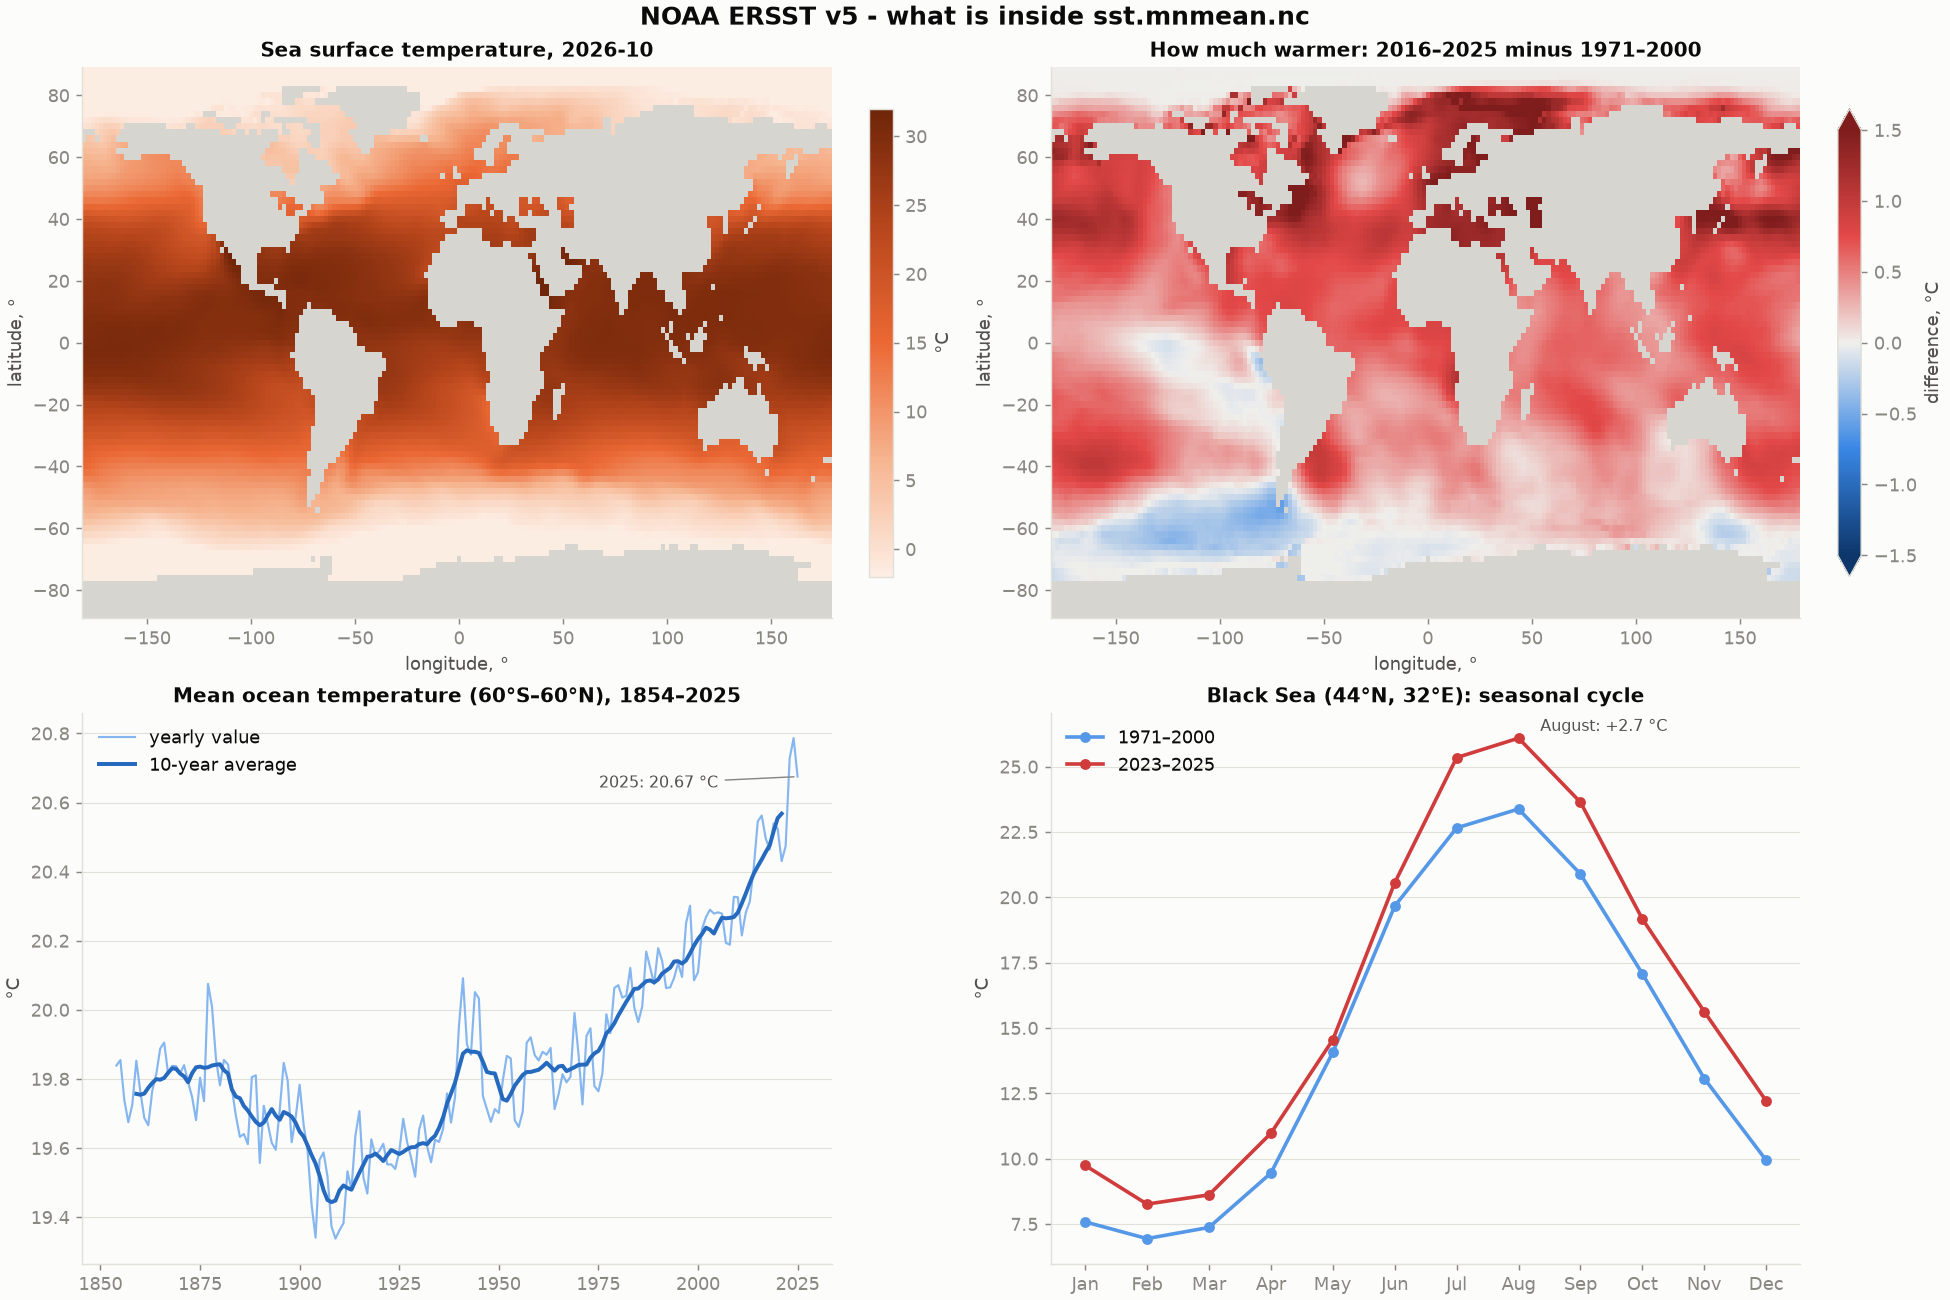 NOAA ERSST v5 - what is inside sst.mnmean.nc
Sea surface temperature, 2026-10
80
60
40
20
0
−20
−40
−60
−80
latitude, °
−150 −100 −50 0 50 100 150
longitude, °
30
25
20
15
10
5
0
°C
How much warmer: 2016–2025 minus 1971–2000
80
60
40
20
0
−20
−40
−60
−80
latitude, °
−150 −100 −50 0 50 100 150
longitude, °
1.5
1.0
0.5
0.0
−0.5
−1.0
−1.5
difference, °C
Mean ocean temperature (60°S–60°N), 1854–2025
yearly value
10-year average
2025: 20.67 °C
20.8
20.6
20.4
20.2
20.0
19.8
19.6
19.4
°C
1850 1875 1900 1925 1950 1975 2000 2025
Black Sea (44°N, 32°E): seasonal cycle
1971–2000
2023–2025
August: +2.7 °C
25.0
22.5
20.0
17.5
15.0
12.5
10.0
7.5
°C
Jan Feb Mar Apr May Jun Jul Aug Sep Oct Nov Dec